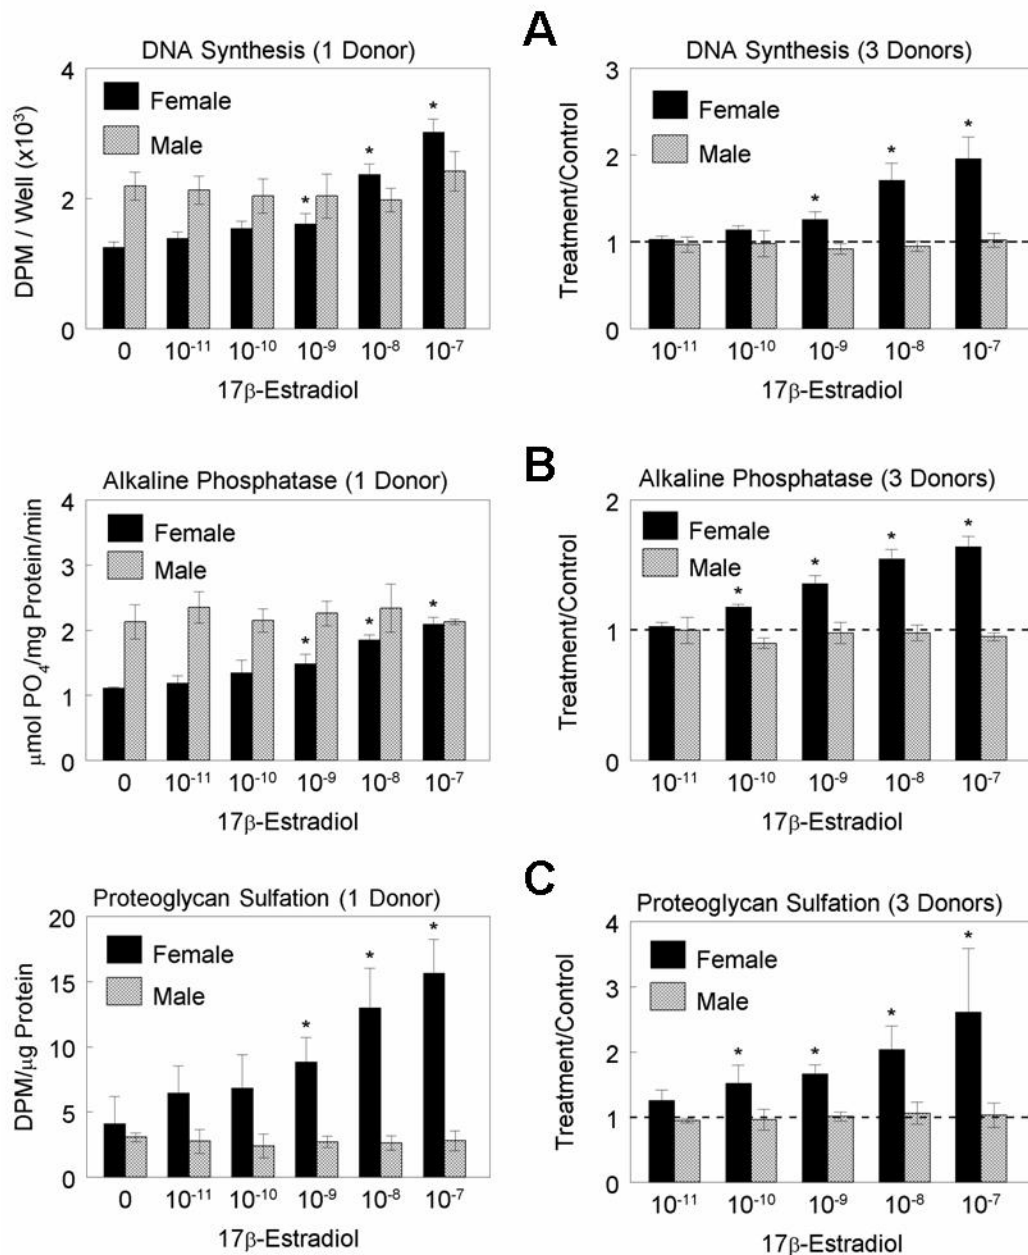 A
DNA Synthesis (1 Donor)
4
2
0
DPM / Well (x10³)
Female
Male
*
*
*
0 10⁻¹¹ 10⁻¹⁰ 10⁻⁹ 10⁻⁸ 10⁻⁷
17β-Estradiol
DNA Synthesis (3 Donors)
3
2
1
0
Treatment/Control
Female
Male
*
*
*
10⁻¹¹ 10⁻¹⁰ 10⁻⁹ 10⁻⁸ 10⁻⁷
17β-Estradiol
B
Alkaline Phosphatase (1 Donor)
4
3
2
1
0
μmol PO₄/mg Protein/min
Female
Male
*
*
*
0 10⁻¹¹ 10⁻¹⁰ 10⁻⁹ 10⁻⁸ 10⁻⁷
17β-Estradiol
Alkaline Phosphatase (3 Donors)
2
1
0
Treatment/Control
Female
Male
*
*
*
*
10⁻¹¹ 10⁻¹⁰ 10⁻⁹ 10⁻⁸ 10⁻⁷
17β-Estradiol
C
Proteoglycan Sulfation (1 Donor)
20
15
10
5
0
DPM/μg Protein
Female
Male
*
*
*
0 10⁻¹¹ 10⁻¹⁰ 10⁻⁹ 10⁻⁸ 10⁻⁷
17β-Estradiol
Proteoglycan Sulfation (3 Donors)
4
3
2
1
0
Treatment/Control
Female
Male
*
*
*
*
10⁻¹¹ 10⁻¹⁰ 10⁻⁹ 10⁻⁸ 10⁻⁷
17β-Estradiol